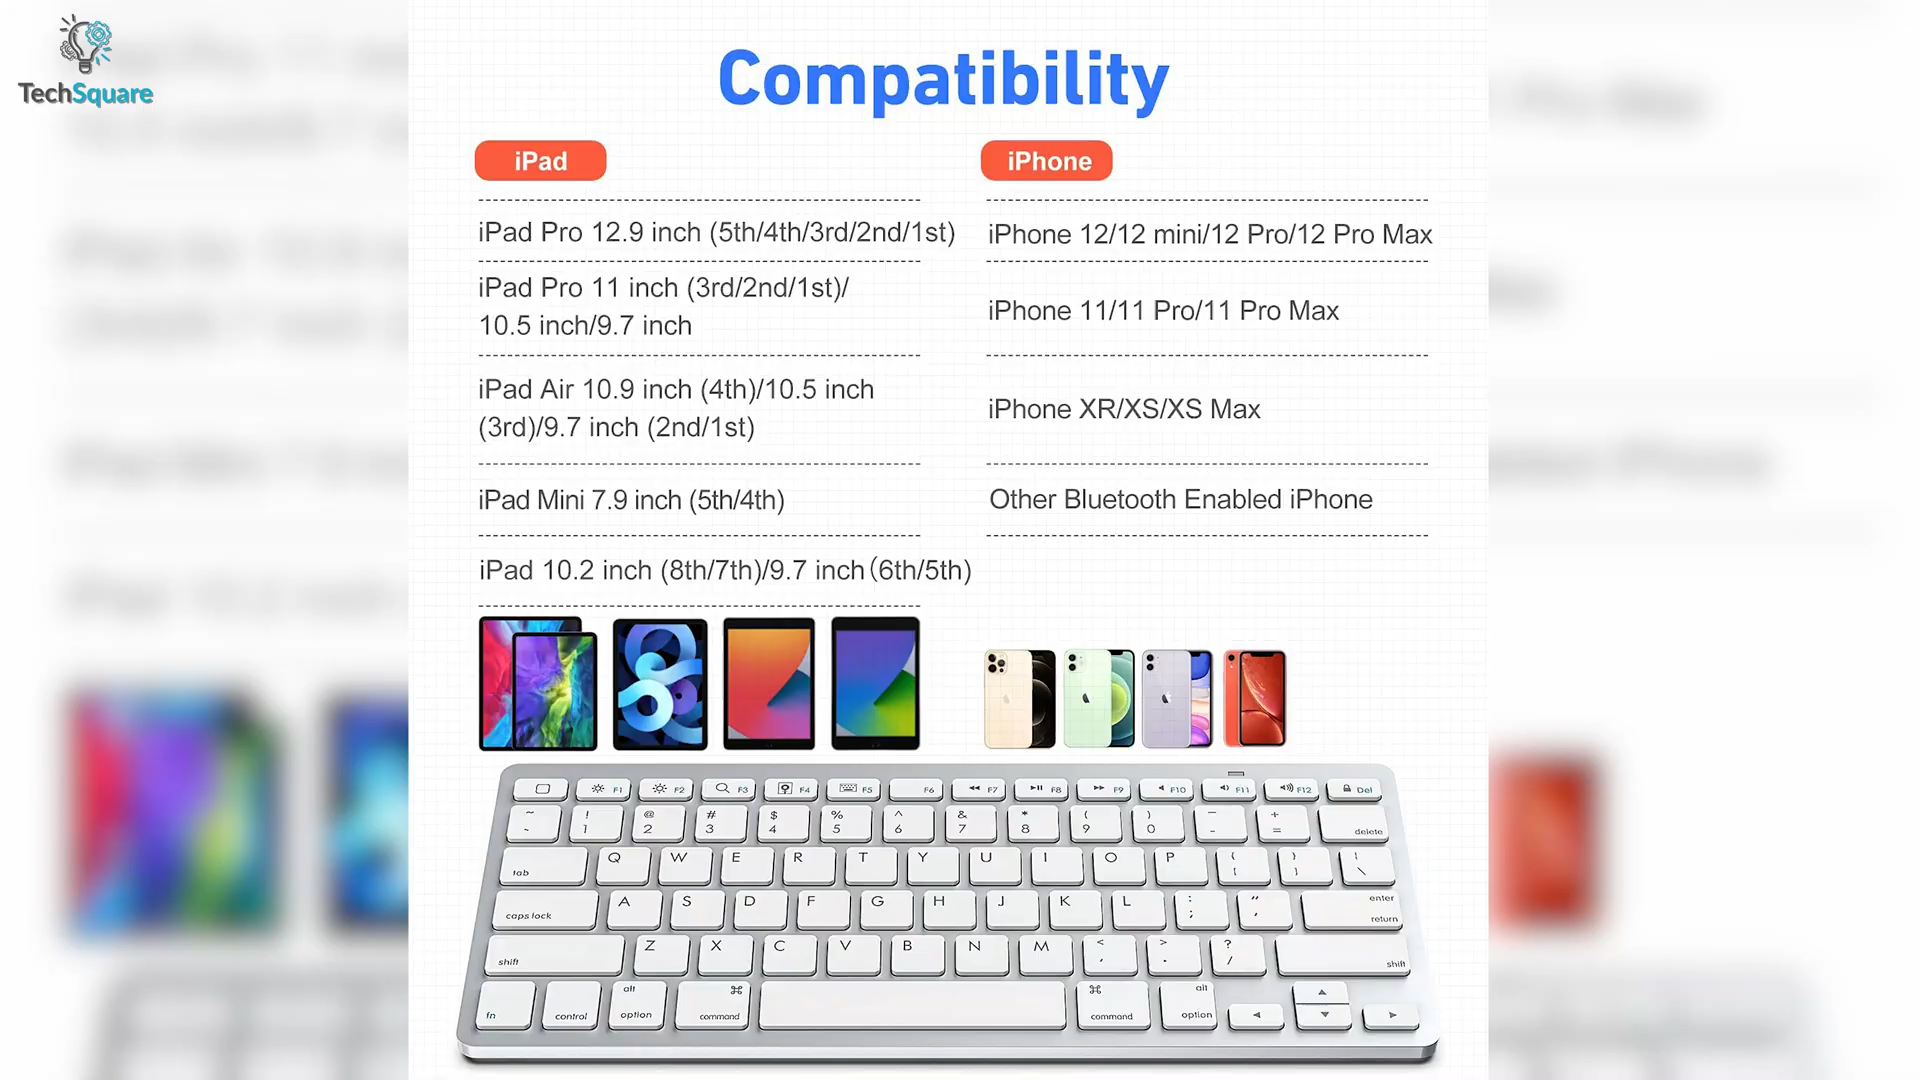 TechSquare
Compatibility
iPad
iPad Pro 12.9 inch (5th/4th/3rd/2nd/1st)
iPad Pro 11 inch (3rd/2nd/1st)/
10.5 inch/9.7 inch
iPad Air 10.9 inch (4th)/10.5 inch
(3rd)/9.7 inch (2nd/1st)
iPad Mini 7.9 inch (5th/4th)
iPad 10.2 inch (8th/7th)/9.7 inch (6th/5th)
iPhone
iPhone 12/12 mini/12 Pro/12 Pro Max
iPhone 11/11 Pro/11 Pro Max
iPhone XR/XS/XS Max
Other Bluetooth Enabled iPhone
F1 F2 F3 F4 F5 F6 F7 F8 F9 F10 F11 F12 Del
~ ! @ # $ % ^ & * ( ) _ +
` 1 2 3 4 5 6 7 8 9 0 - = delete
tab Q W E R T Y U I O P { [ } ] | \
caps lock A S D F G H J K L : ; " ' enter return
shift Z X C V B N M < , > . ? / shift
fn control alt option ⌘ command ⌘ command alt option ◀ ▲ ▼ ▶